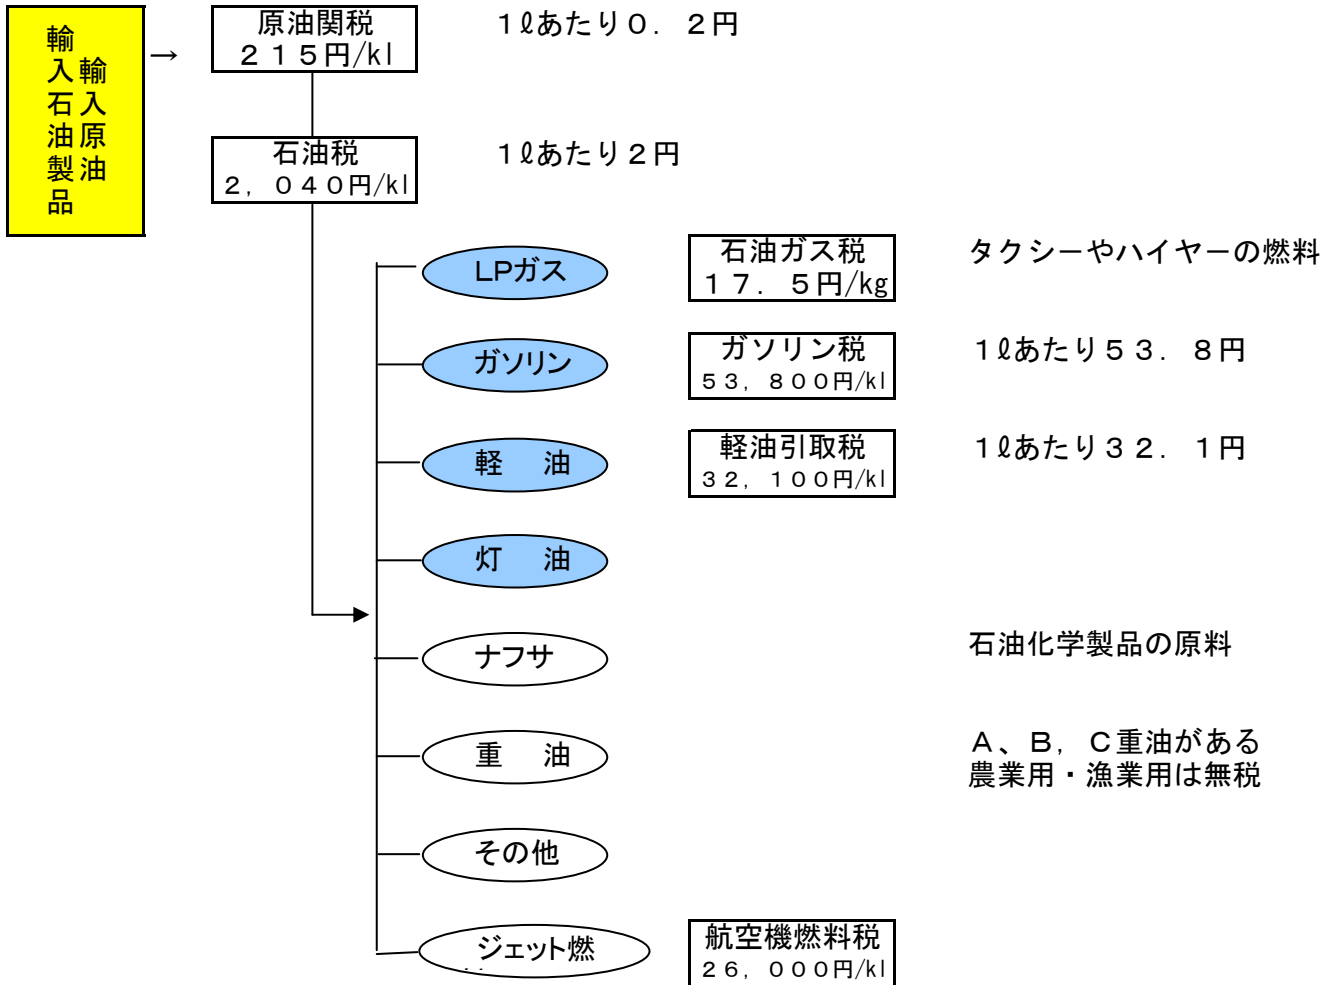 輸入原油
輸入石油製品
→
原油関税
２１５円/kl
1ℓあたり０．２円
石油税
２，０４０円/kl
1ℓあたり２円
LPガス
石油ガス税
１７．５円/kg
タクシーやハイヤーの燃料
ガソリン
ガソリン税
５３，８００円/kl
1ℓあたり５３．８円
軽　油
軽油引取税
３２，１００円/kl
1ℓあたり３２．１円
灯　油
ナフサ
石油化学製品の原料
重　油
Ａ、Ｂ，Ｃ重油がある
農業用・漁業用は無税
その他
ジェット燃
航空機燃料税
２６，０００円/kl